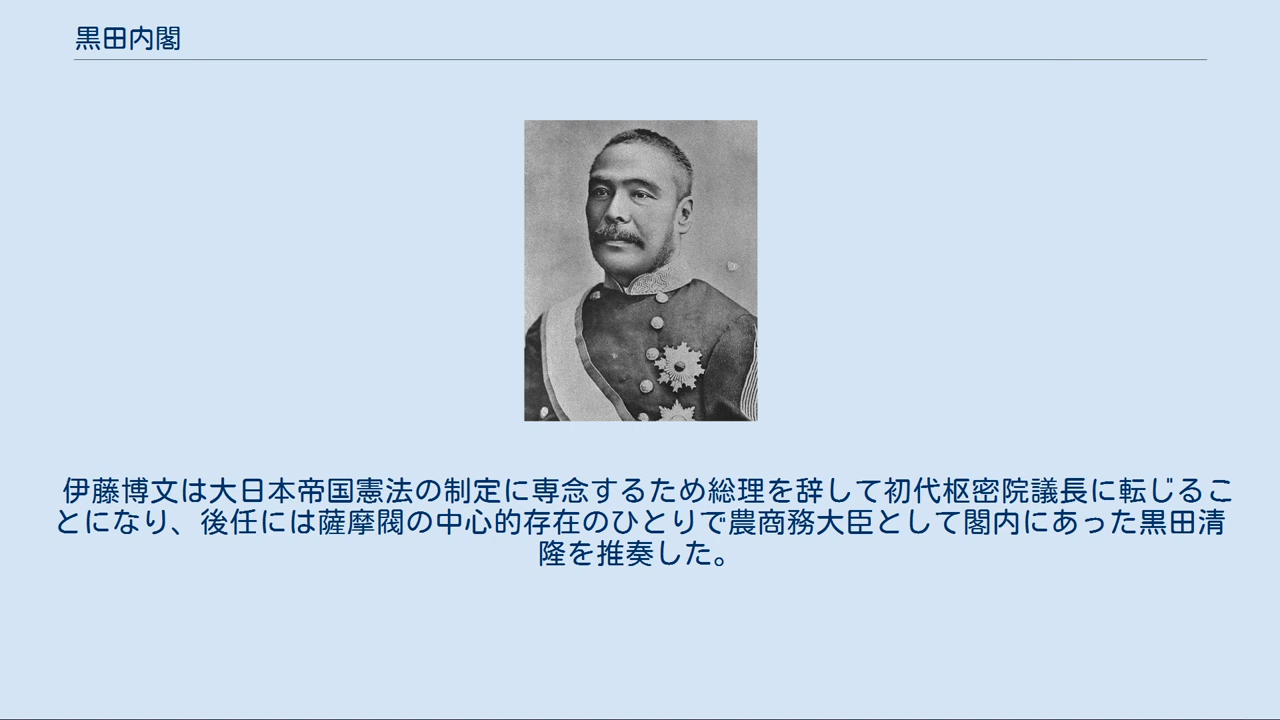 黒田内閣
伊藤博文は大日本帝国憲法の制定に専念するため総理を辞して初代枢密院議長に転じるこ
とになり、後任には薩摩閥の中心的存在のひとりで農商務大臣として閣内にあった黒田清
隆を推奏した。